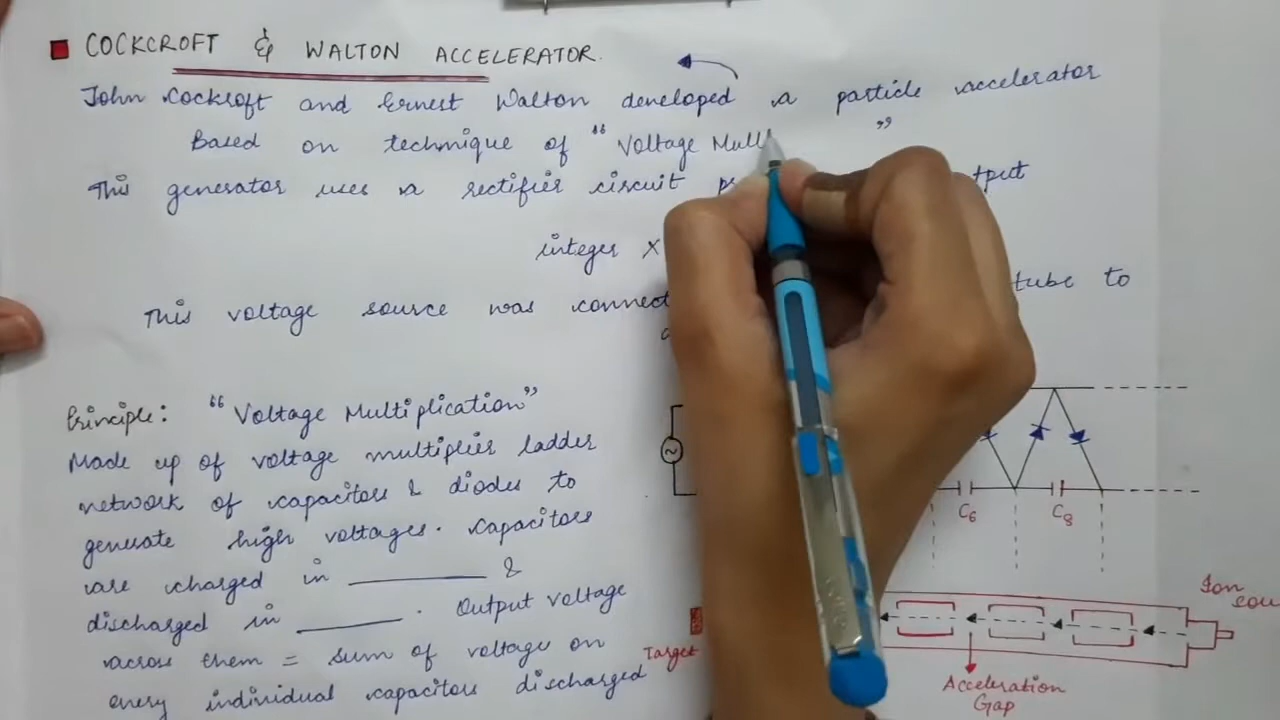 COCKCROFT & WALTON ACCELERATOR.
John Cockroft and Ernest Walton developed a particle accelerator
Based on technique of "Voltage Mult "
This generator uses a rectifier circuit
integer x
This voltage source was connect tube to
Principle: "Voltage Multiplication"
Made up of voltage multiplier ladder
network of capacitors & diodes to
generate high voltages. Capacitors
are charged in ________ &
discharged in ________. Output voltage
across them = sum of voltage on
every individual capacitors discharged
~
C6 C8
Ion
Target
Acceleration
Gap